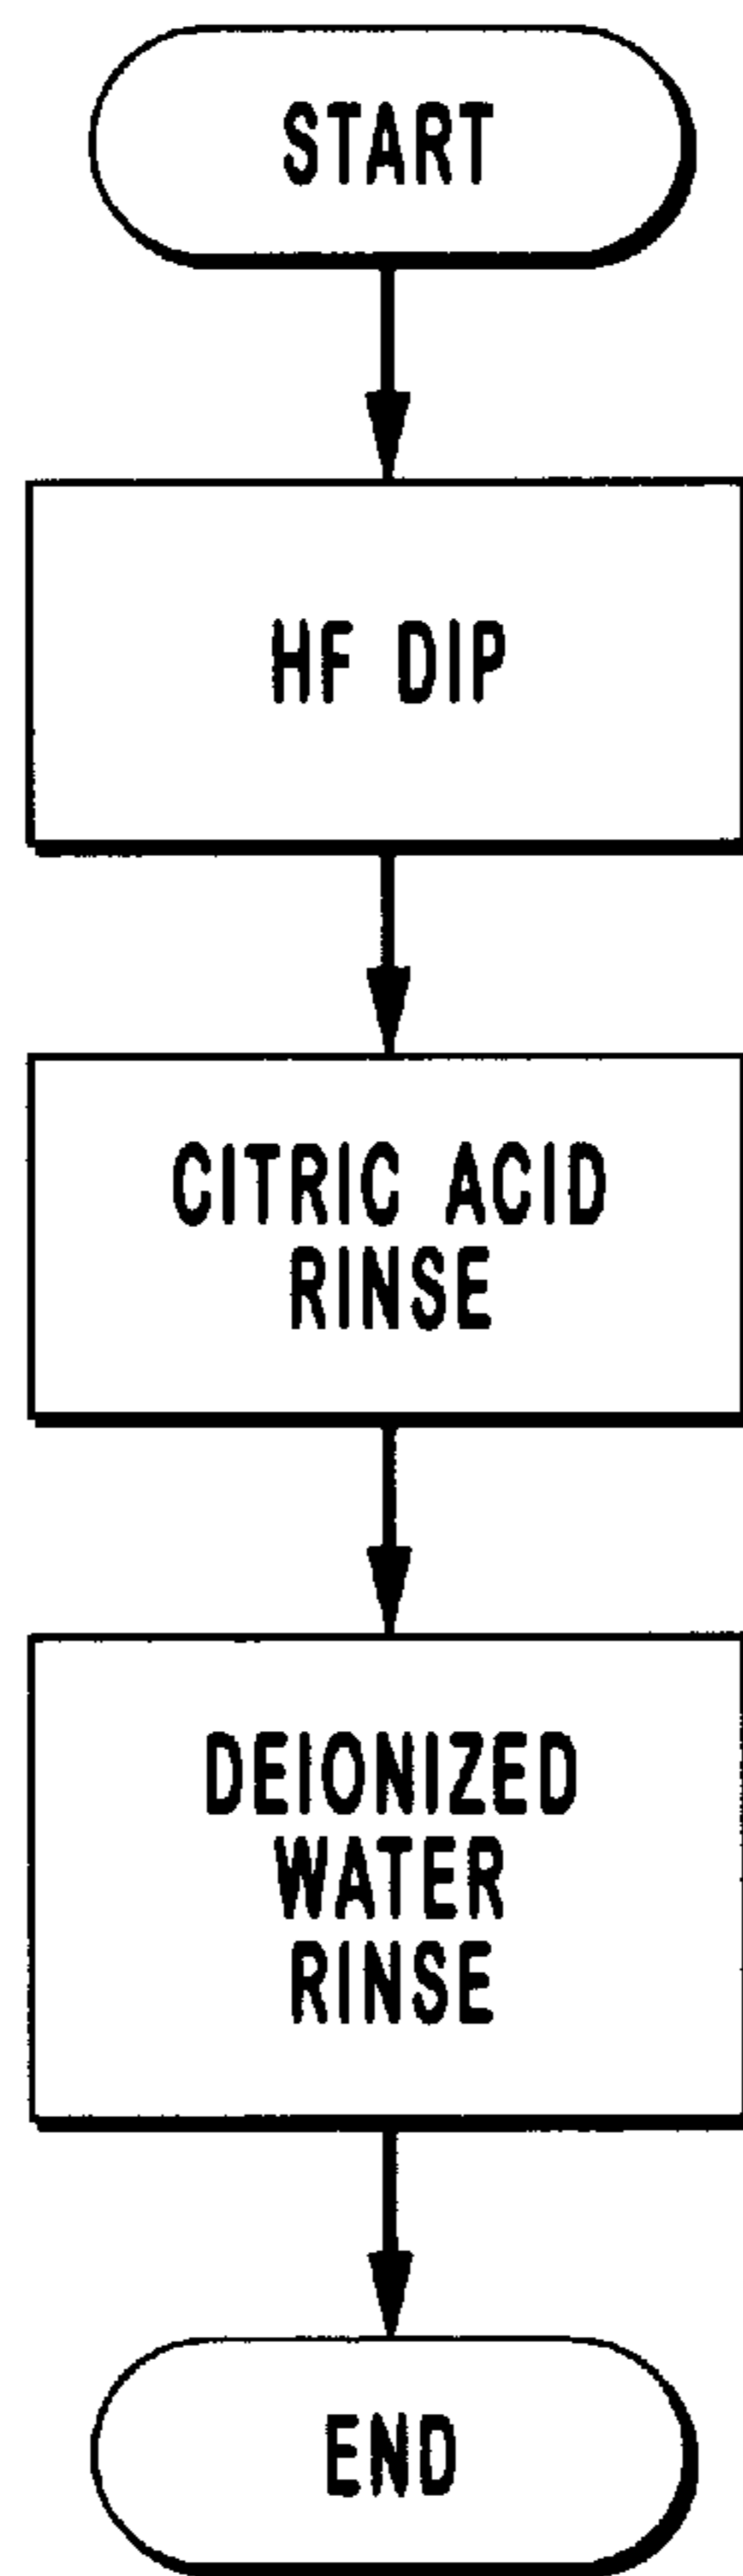 START
HF DIP
CITRIC ACID
RINSE
DEIONIZED
WATER
RINSE
END